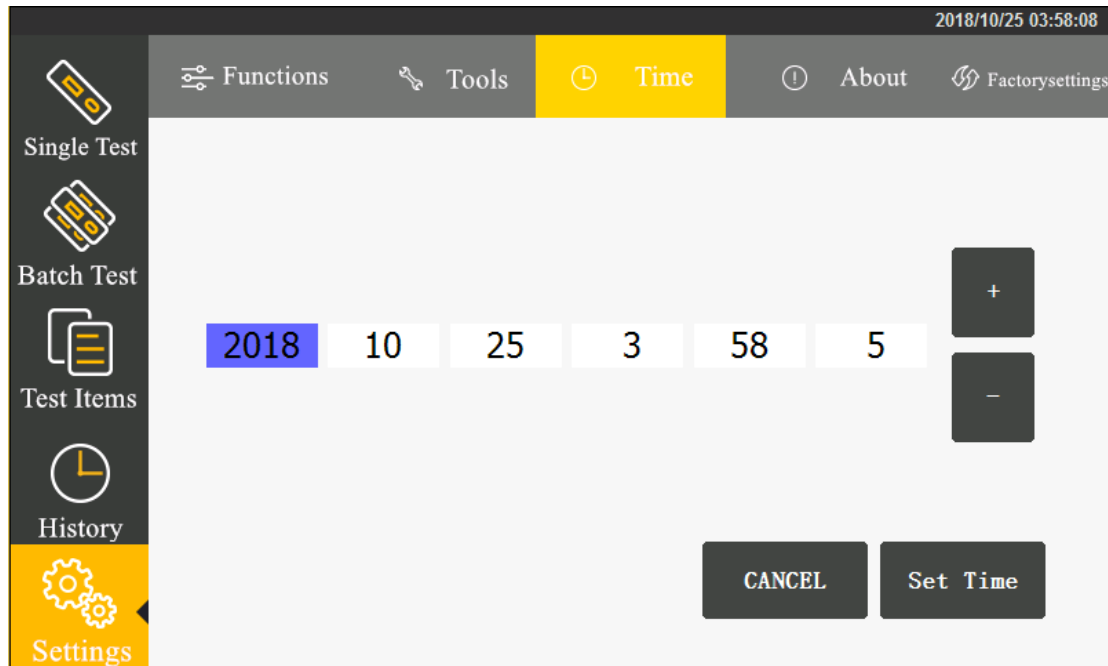 2018/10/25 03:58:08
Functions
Tools
Time
About
Factorysettings
Single Test
Batch Test
Test Items
History
Settings
2018 10 25 3 58 5
+
-
CANCEL
Set Time